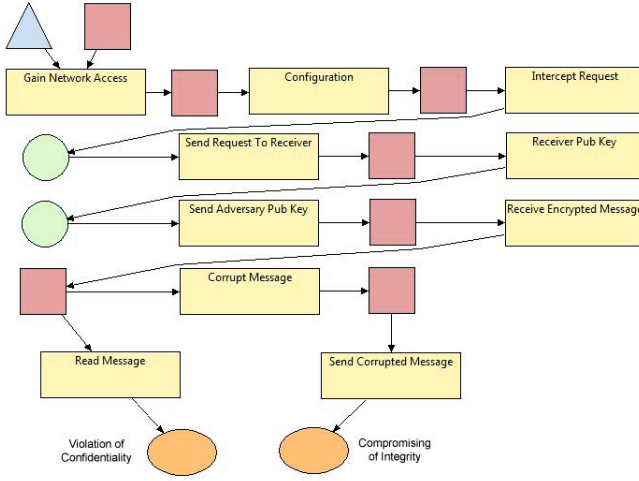 Gain Network Access
Configuration
Intercept Request
Send Request To Receiver
Receiver Pub Key
Send Adversary Pub Key
Receive Encrypted Message
Corrupt Message
Read Message
Send Corrupted Message
Violation of
Confidentiality
Compromising
of Integrity